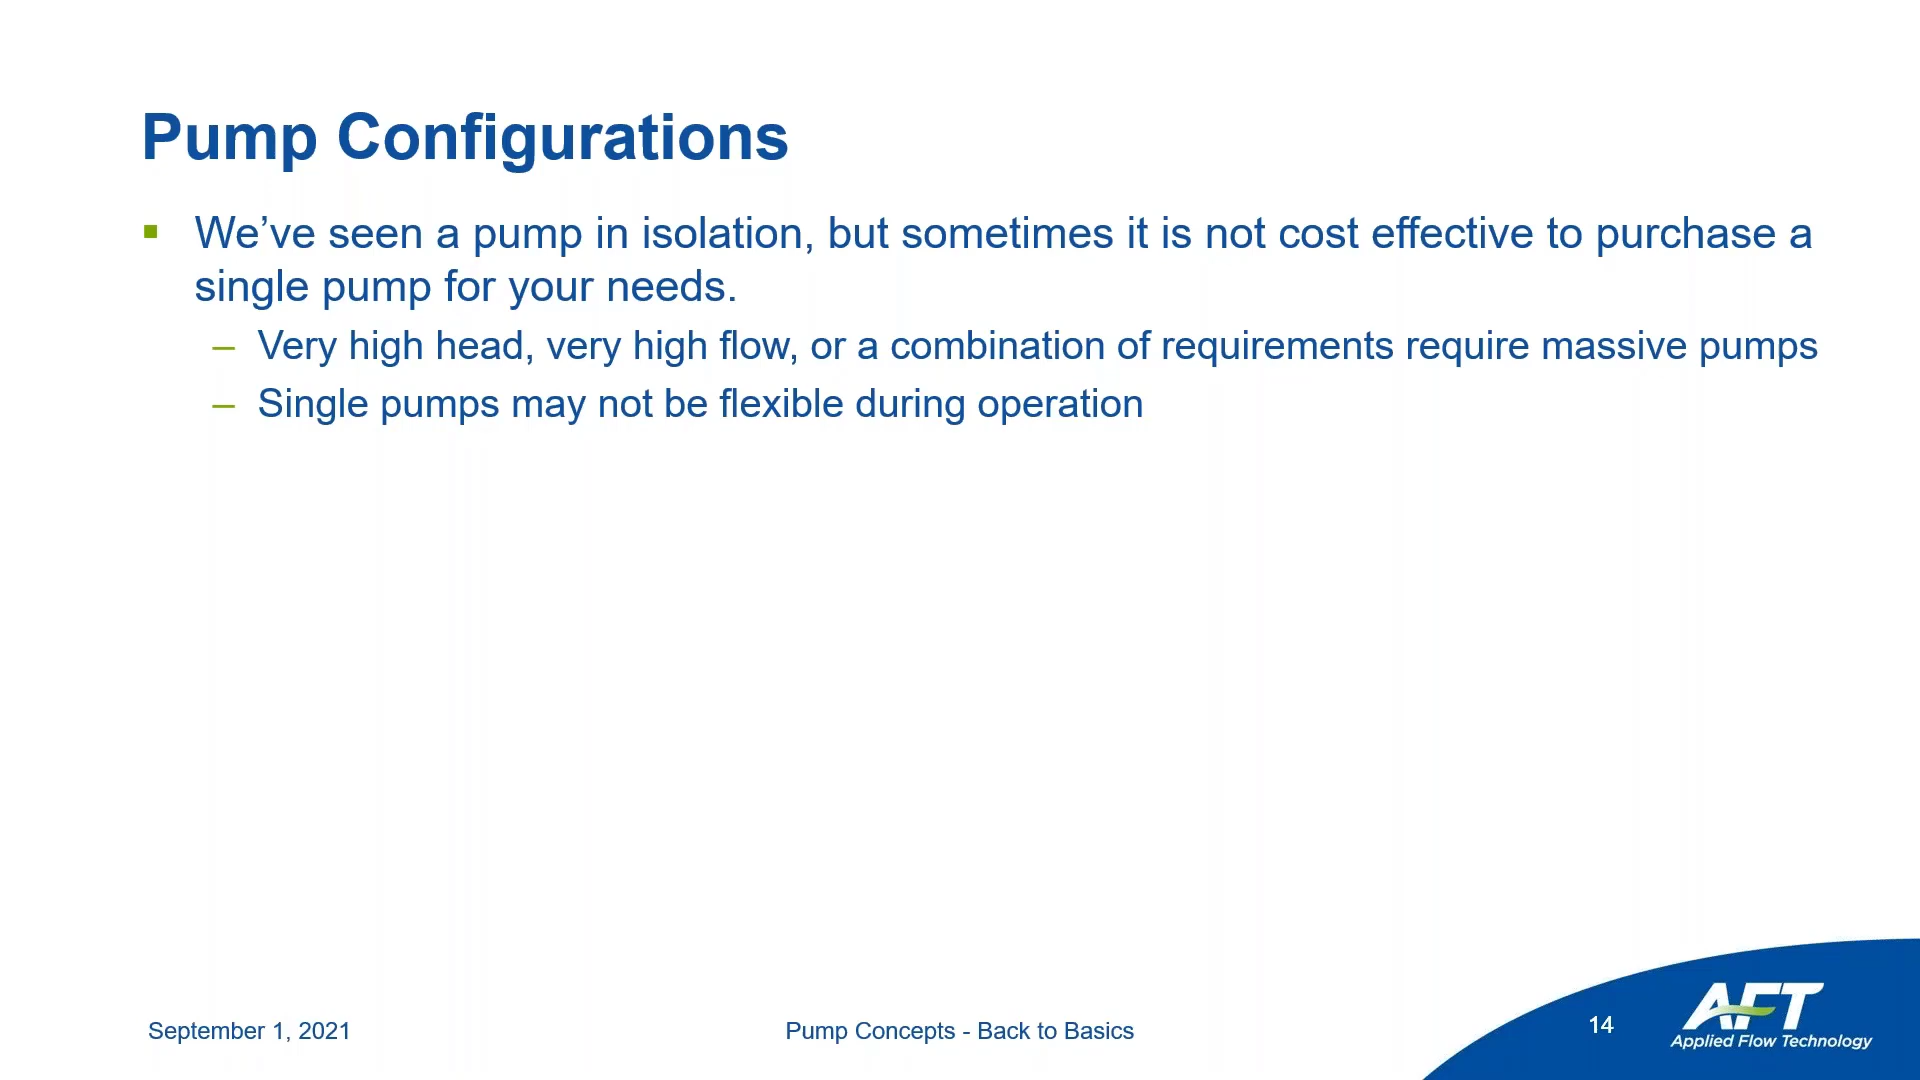 Pump Configurations
▪ We’ve seen a pump in isolation, but sometimes it is not cost effective to purchase a
single pump for your needs.
– Very high head, very high flow, or a combination of requirements require massive pumps
– Single pumps may not be flexible during operation
September 1, 2021
Pump Concepts - Back to Basics
14
AFT
Applied Flow Technology